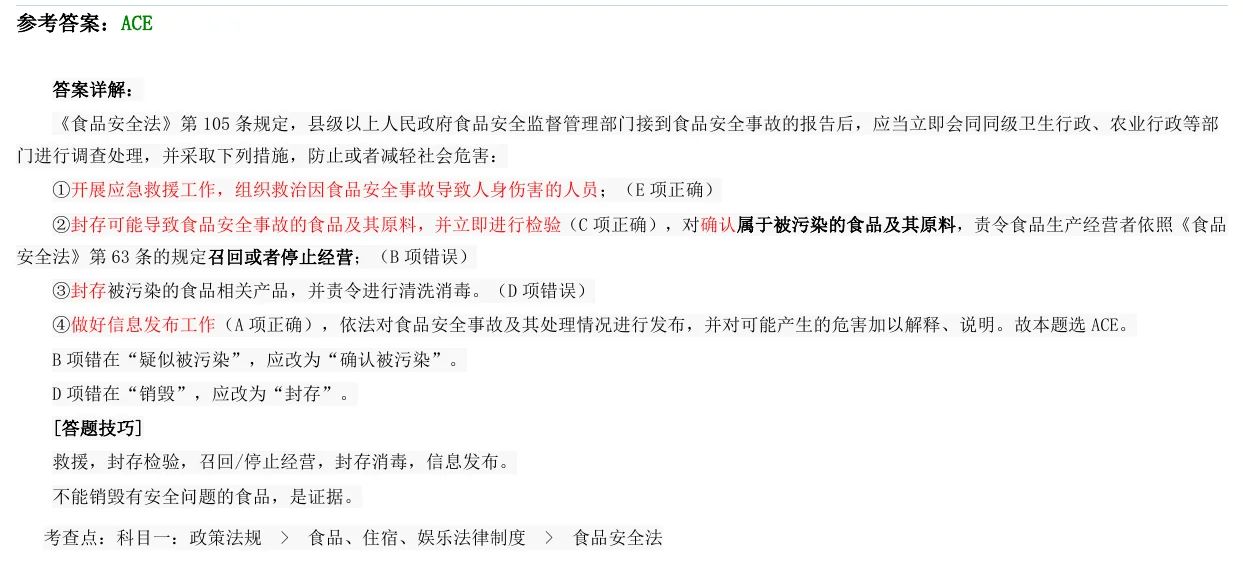 参考答案：ACE
答案详解：
《食品安全法》第 105 条规定，县级以上人民政府食品安全监督管理部门接到食品安全事故的报告后，应当立即会同同级卫生行政、农业行政等部
门进行调查处理，并采取下列措施，防止或者减轻社会危害：
①开展应急救援工作，组织救治因食品安全事故导致人身伤害的人员；（E 项正确）
②封存可能导致食品安全事故的食品及其原料，并立即进行检验（C 项正确），对确认属于被污染的食品及其原料，责令食品生产经营者依照《食品
安全法》第 63 条的规定召回或者停止经营；（B 项错误）
③封存被污染的食品相关产品，并责令进行清洗消毒。（D 项错误）
④做好信息发布工作（A 项正确），依法对食品安全事故及其处理情况进行发布，并对可能产生的危害加以解释、说明。故本题选 ACE。
B 项错在“疑似被污染”，应改为“确认被污染”。
D 项错在“销毁”，应改为“封存”。
[答题技巧]
救援，封存检验，召回/停止经营，封存消毒，信息发布。
不能销毁有安全问题的食品，是证据。
考查点：科目一：政策法规 > 食品、住宿、娱乐法律制度 > 食品安全法